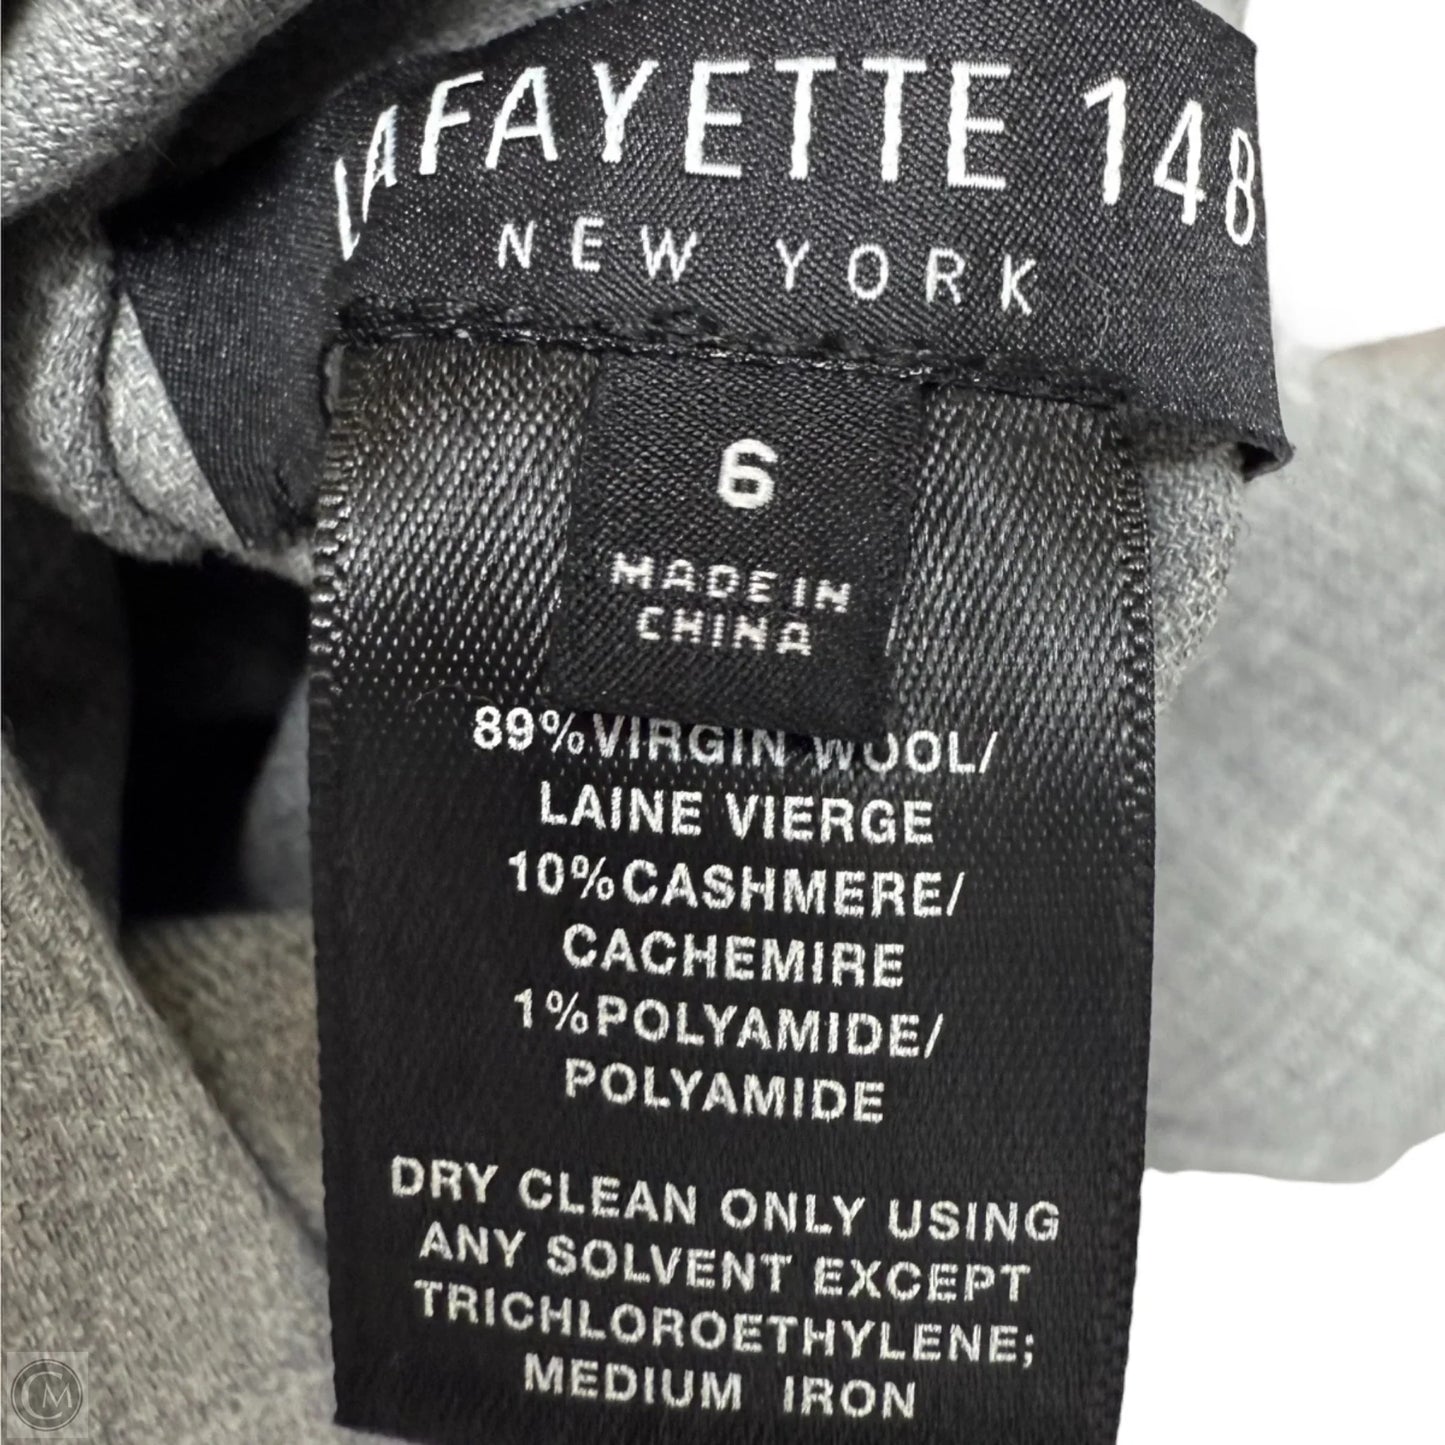 LAFAYETTE 148
NEW YORK
6
MADE IN
CHINA
89%VIRGIN WOOL/
LAINE VIERGE
10%CASHMERE/
CACHEMIRE
1%POLYAMIDE/
POLYAMIDE
DRY CLEAN ONLY USING
ANY SOLVENT EXCEPT
TRICHLOROETHYLENE;
MEDIUM IRON
CM